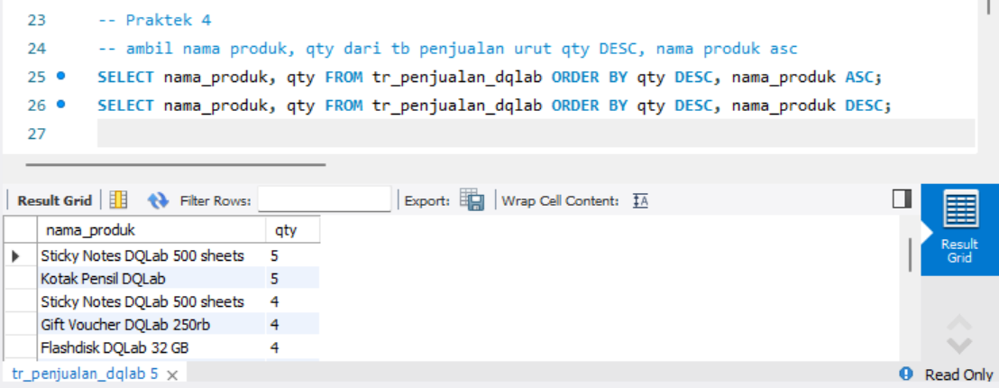 23 -- Praktek 4
24 -- ambil nama produk, qty dari tb penjualan urut qty DESC, nama produk asc
25 SELECT nama_produk, qty FROM tr_penjualan_dqlab ORDER BY qty DESC, nama_produk ASC;
26 SELECT nama_produk, qty FROM tr_penjualan_dqlab ORDER BY qty DESC, nama_produk DESC;
27
Result Grid Filter Rows: Export: Wrap Cell Content: IA
nama_produk qty
Sticky Notes DQLab 500 sheets 5
Kotak Pensil DQLab 5
Sticky Notes DQLab 500 sheets 4
Gift Voucher DQLab 250rb 4
Flashdisk DQLab 32 GB 4
Result
Grid
tr_penjualan_dqlab 5 Read Only